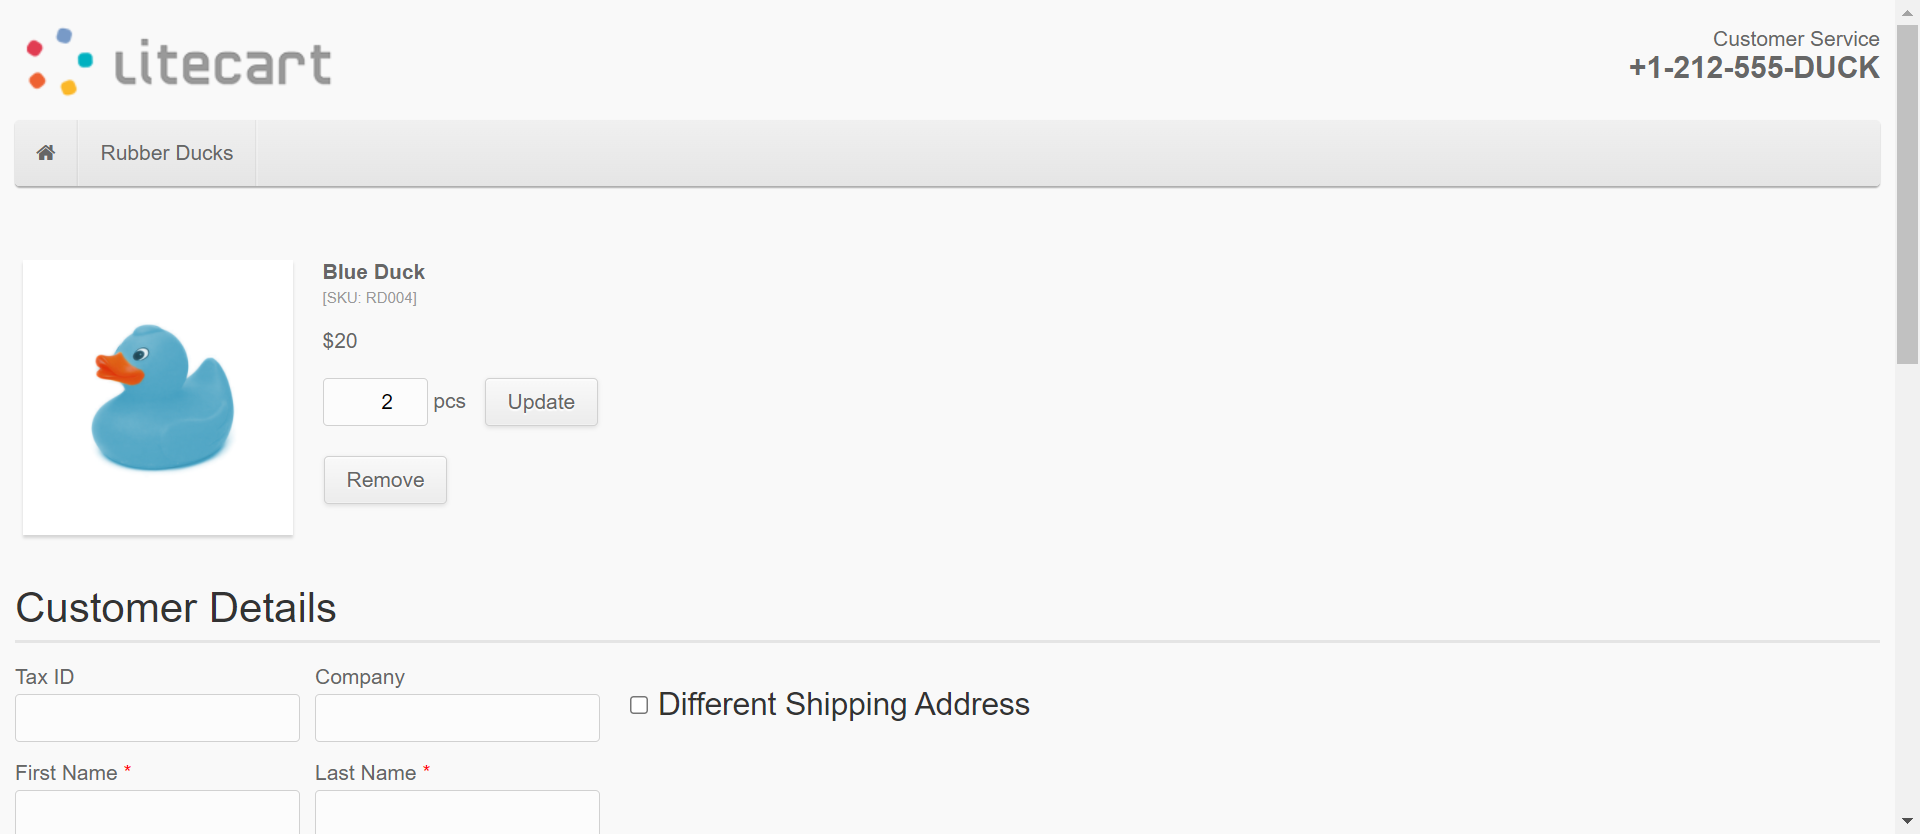 Litecart
Customer Service
+1-212-555-DUCK
Rubber Ducks
Blue Duck
[SKU: RD004]
$20
2 pcs Update
Remove
Customer Details
Tax ID Company
Different Shipping Address
First Name * Last Name *